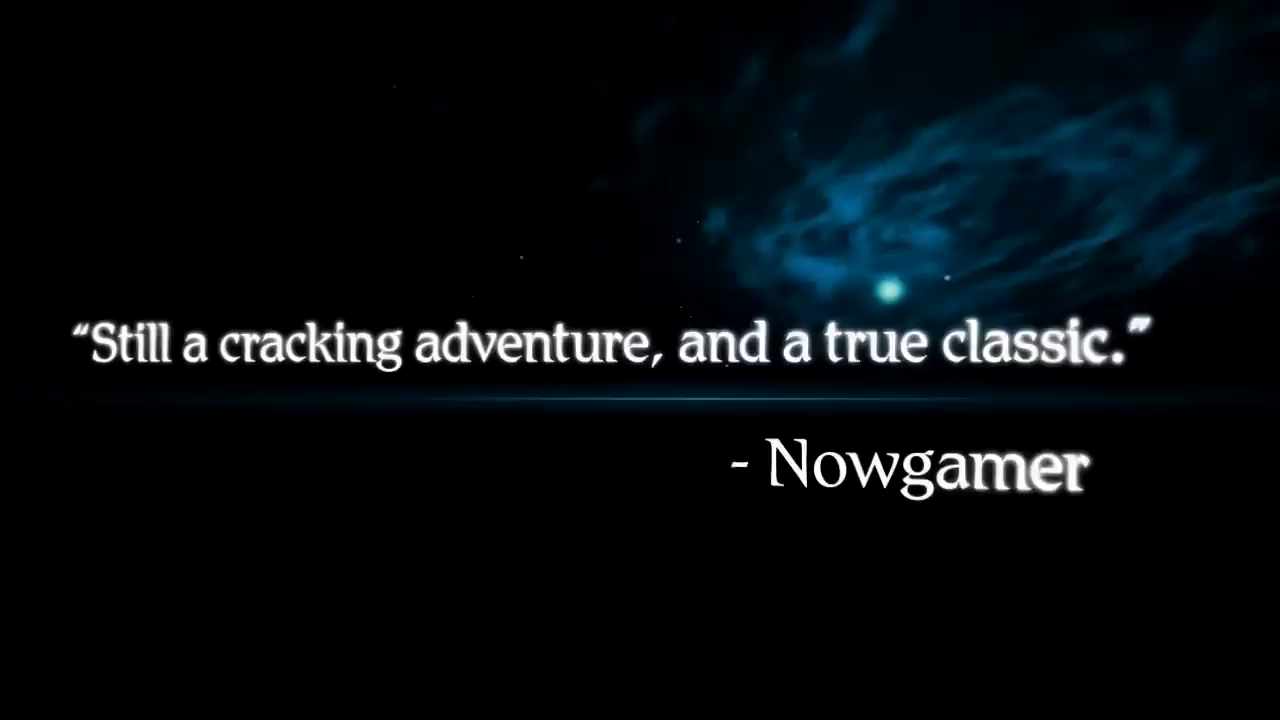 “Still a cracking adventure, and a true classic.”
- Nowgamer